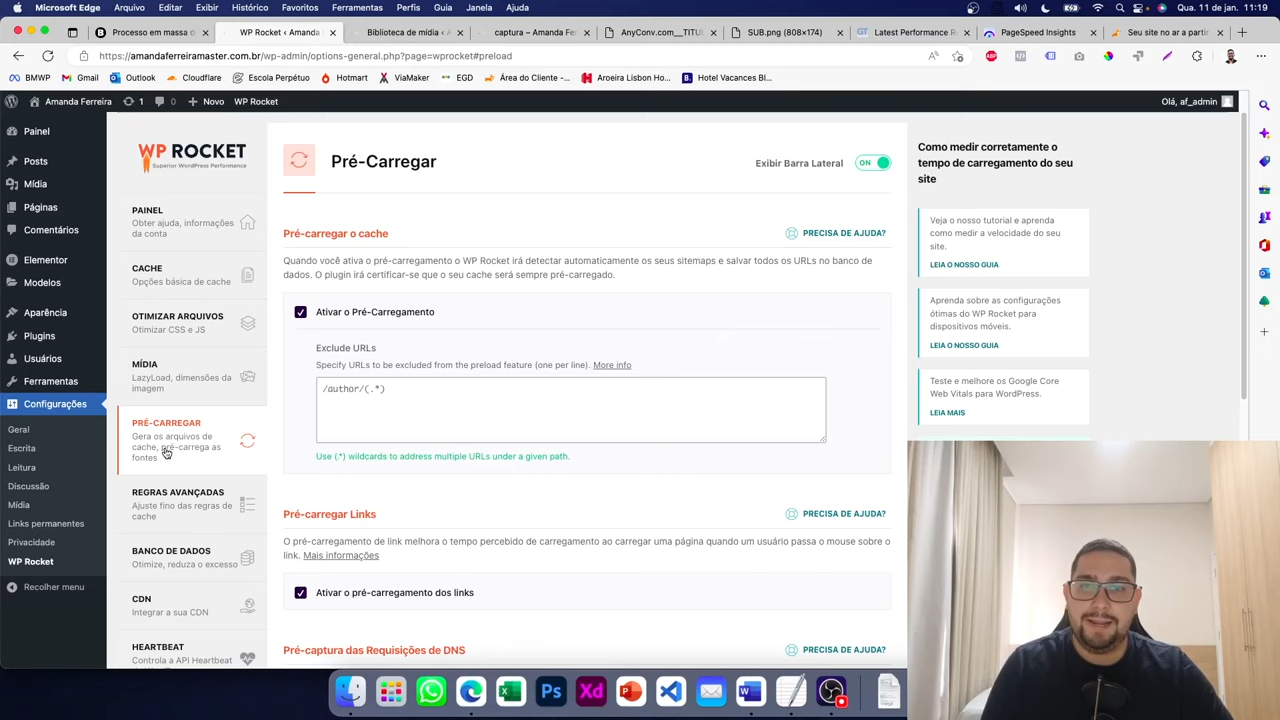 Microsoft Edge Arquivo Editar Exibir Histórico Favoritos Ferramentas Perfis Guia Janela Ajuda
Qua. 11 de jan. 11:19
Processo em massa d
WP Rocket ‹ Amanda
Biblioteca de mídia ‹ A
captura – Amanda Fer
AnyConv.com__TITUL
SUB.png (808×174)
Latest Performance Re
PageSpeed Insights
Seu site no ar a partir
https://amandaferreiramaster.com.br/wp-admin/options-general.php?page=wprocket#preload
BMWP
Gmail
Outlook
Cloudflare
Escola Perpétuo
Hotmart
ViaMaker
EGD
Área do Cliente -...
Aroeira Lisbon Ho...
Hotel Vacances Bl...
Amanda Ferreira
1
0
Novo
WP Rocket
Olá, af_admin
Painel
Posts
Mídia
Páginas
Comentários
Elementor
Modelos
Aparência
Plugins
Usuários
Ferramentas
Configurações
Geral
Escrita
Leitura
Discussão
Mídia
Links permanentes
Privacidade
WP Rocket
Recolher menu
WP ROCKET
Superior WordPress Performance
PAINEL
Obter ajuda, informações
da conta
CACHE
Opções básica de cache
OTIMIZAR ARQUIVOS
Otimizar CSS e JS
MÍDIA
LazyLoad, dimensões da
imagem
PRÉ-CARREGAR
Gera os arquivos de
cache, pré-carrega as
fontes
REGRAS AVANÇADAS
Ajuste fino das regras de
cache
BANCO DE DADOS
Otimize, reduza o excesso
CDN
Integrar a sua CDN
HEARTBEAT
Controla a API Heartbeat
Pré-Carregar
Exibir Barra Lateral
ON
Pré-carregar o cache
PRECISA DE AJUDA?
Quando você ativa o pré-carregamento o WP Rocket irá detectar automaticamente os seus sitemaps e salvar todos os URLs no banco de
dados. O plugin irá certificar-se que o seu cache será sempre pré-carregado.
Ativar o Pré-Carregamento
Exclude URLs
Specify URLs to be excluded from the preload feature (one per line). More info
/author/(.*)
Use (.*) wildcards to address multiple URLs under a given path.
Pré-carregar Links
PRECISA DE AJUDA?
O pré-carregamento de link melhora o tempo percebido de carregamento ao carregar uma página quando um usuário passa o mouse sobre o
link. Mais informações
Ativar o pré-carregamento dos links
Pré-captura das Requisições de DNS
PRECISA DE AJUDA?
Como medir corretamente o
tempo de carregamento do seu
site
Veja o nosso tutorial e aprenda
como medir a velocidade do seu
site.
LEIA O NOSSO GUIA
Aprenda sobre as configurações
ótimas do WP Rocket para
dispositivos móveis.
LEIA O NOSSO GUIA
Teste e melhore os Google Core
Web Vitals para WordPress.
LEIA MAIS
Ps
Xd